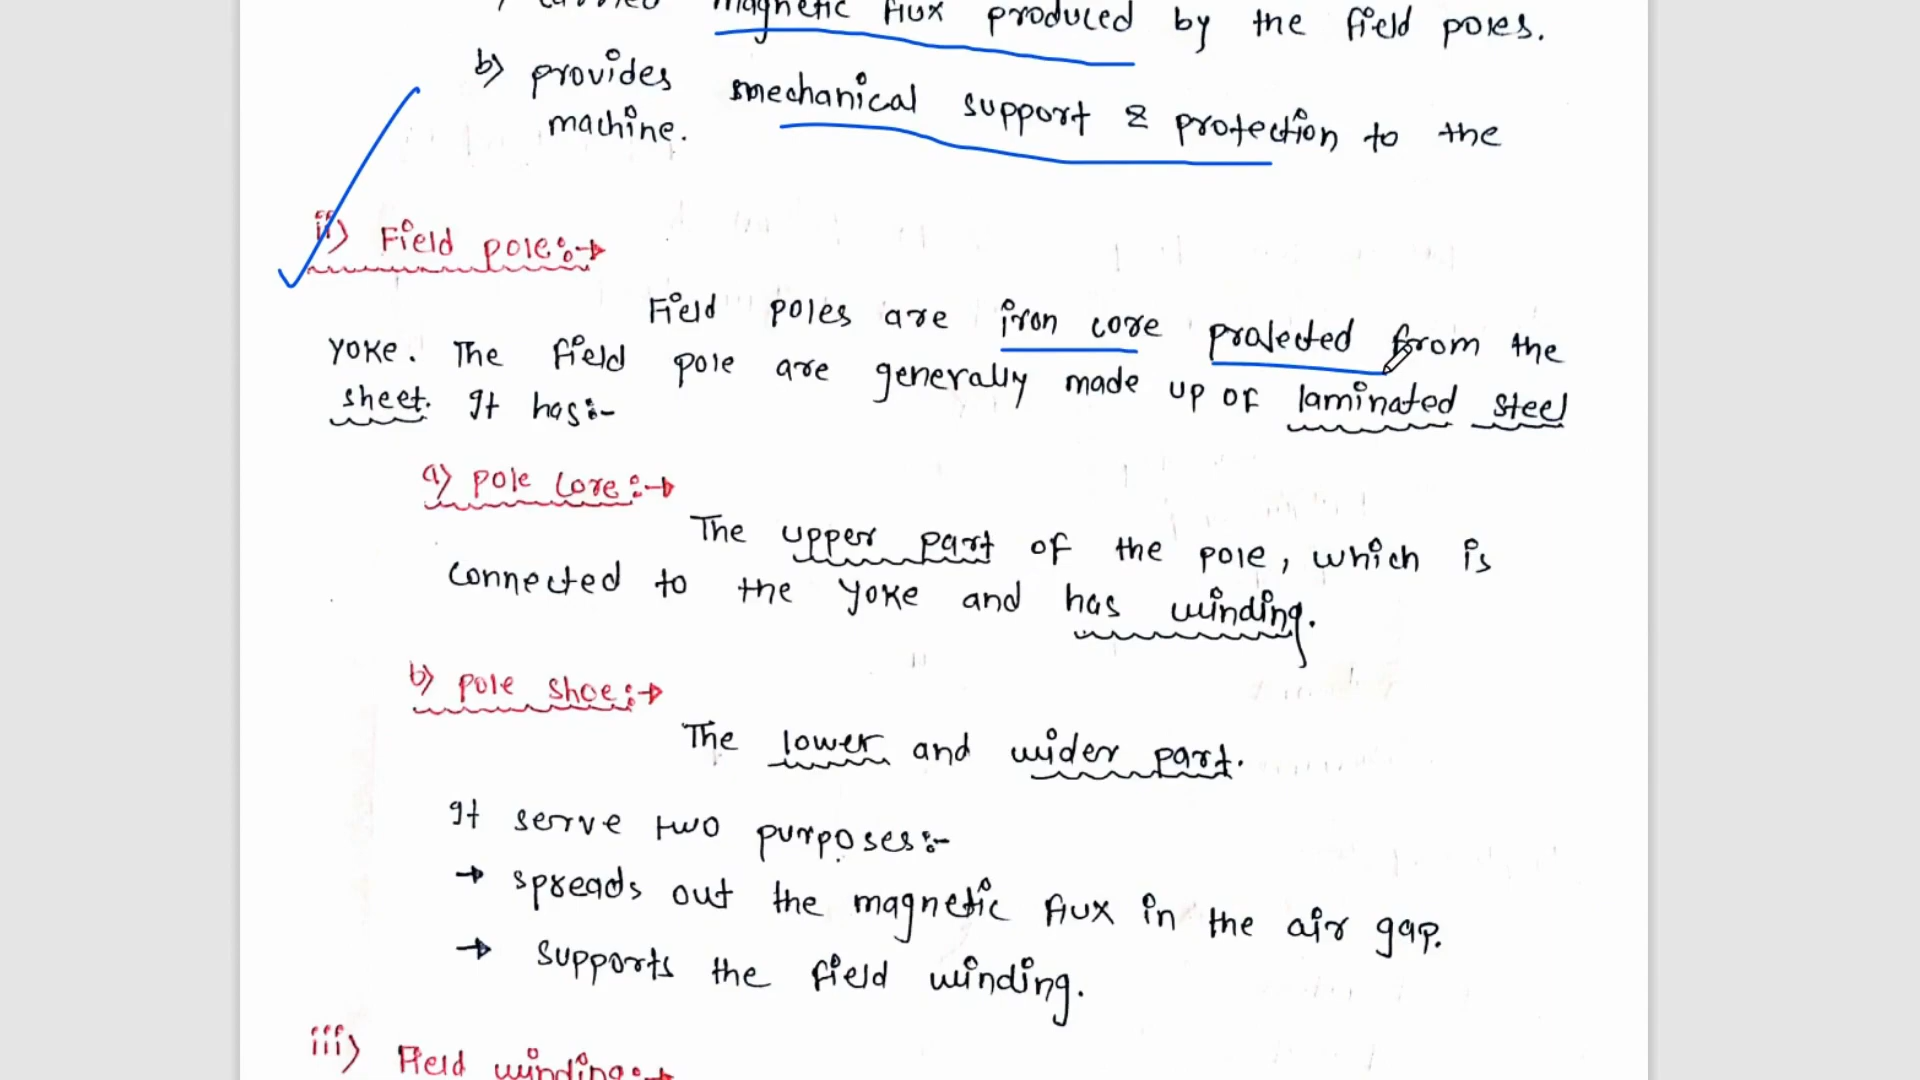 carried magnetic flux produced by the field poles.
b) provides mechanical support & protection to the
machine.
ii) Field pole:→
Field poles are iron core projected from the
yoke. The field pole are generally made up of laminated steel
sheet. It has:-
a) pole core:→
The upper part of the pole, which is
connected to the yoke and has winding.
b) pole shoe:→
The lower and wider part.
It serve two purposes:-
→ spreads out the magnetic flux in the air gap.
→ supports the field winding.
iii) Field winding:→